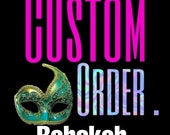 CUSTOM
ORDER .
Rebekah